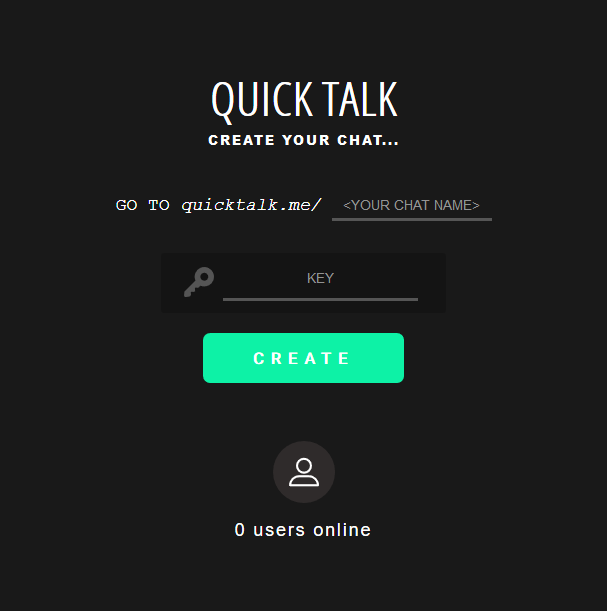 QUICK TALK
CREATE YOUR CHAT...
GO TO quicktalk.me/ <YOUR CHAT NAME>
KEY
CREATE
0 users online